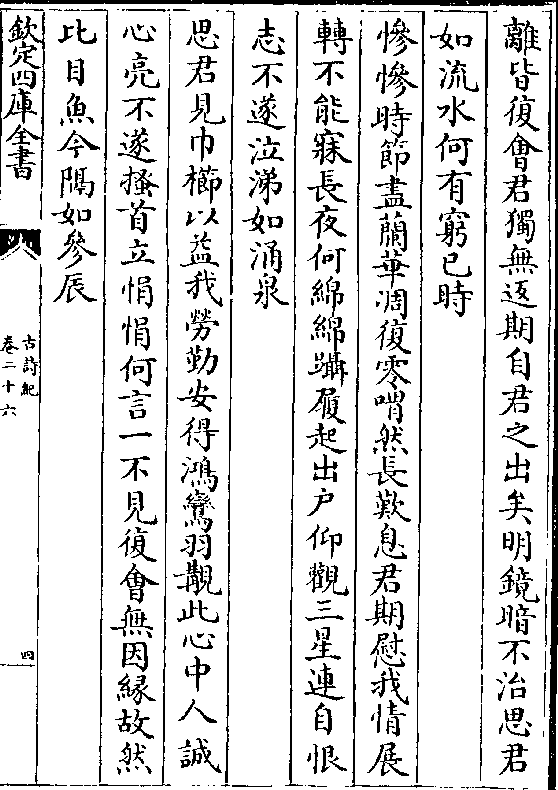 離皆復會君獨無返期自君之出矣明鏡暗不治思君
如流水何有窮已時
慘慘時節盡蘭華凋復零喟然長歎息君期慰我情展
轉不能寐長夜何綿綿躡履起出户仰觀三星連自恨
志不遂泣涕如涌泉
思君見巾櫛以益我勞勤安得鴻鸞羽覯此心中人誠
心亮不遂搔首立悁悁何言一不見復會無因緣故然
比目魚今隔如參辰
欽定四庫全書
古詩紀
卷二十六
四